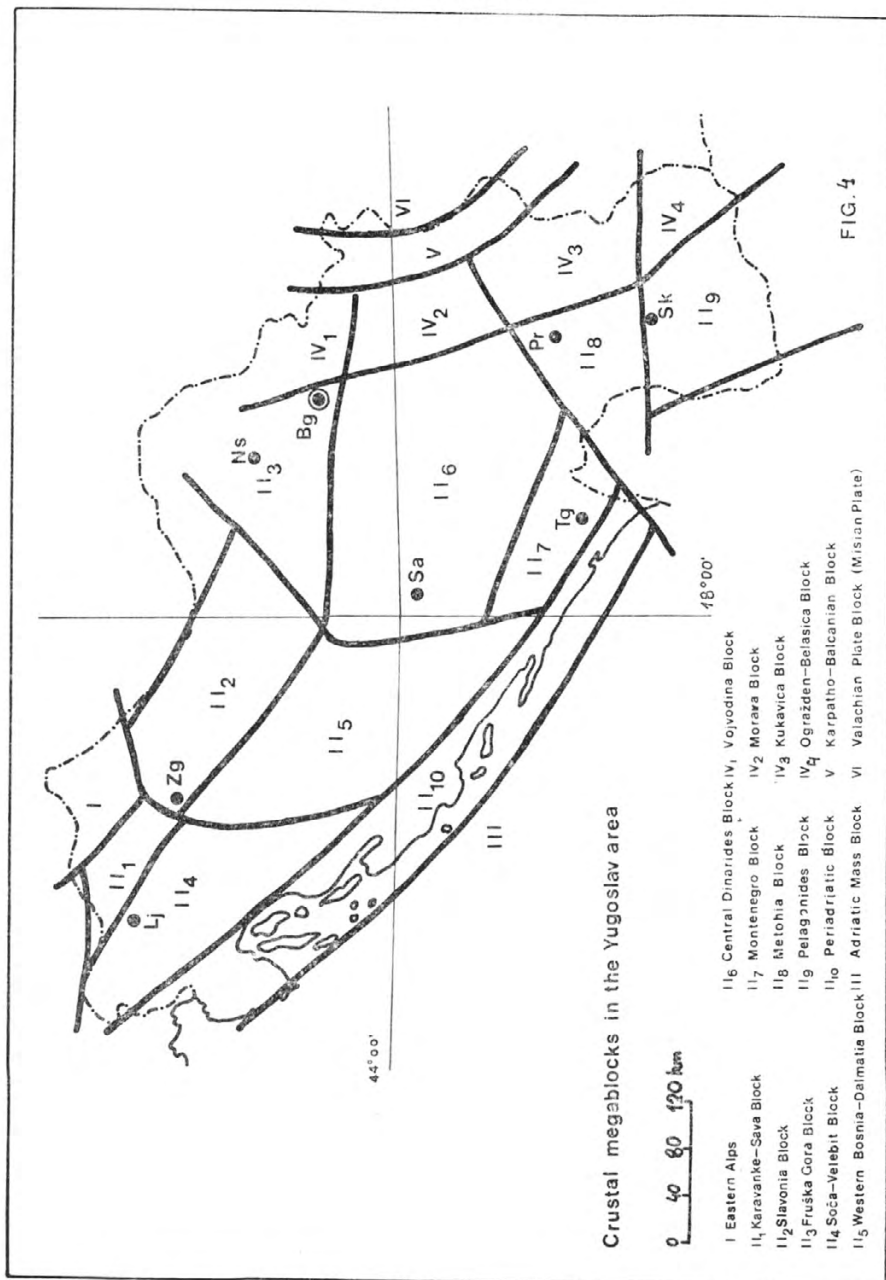 VI
V
IV₁
IV₂
IV₃
IV₄
Ns
II₃
Bg
Pr
II₈
Sk
II₉
II₆
Sa
II₇
Tg
I
II₂
Zg
II₁
II₄
Lj
II₅
II₁₀
III
44°00'
18°00'
FIG. 4
Crustal megablocks in the Yugoslav area
0 40 80 120 km
I Eastern Alps
II₁ Karavanke-Sava Block
II₂ Slavonia Block
II₃ Fruška Gora Block
II₄ Soča-Velebit Block
II₅ Western Bosnia-Dalmatia Block
II₆ Central Dinarides Block
II₇ Montenegro Block
II₈ Metohia Block
II₉ Pelagonides Block
II₁₀ Periadriatic Block
III Adriatic Mass Block
IV₁ Vojvodina Block
IV₂ Morava Block
IV₃ Kukavica Block
IV₄ Ogražden-Belasica Block
V Karpatho-Balcanian Block
VI Valachian Plate Block (Misian Plate)